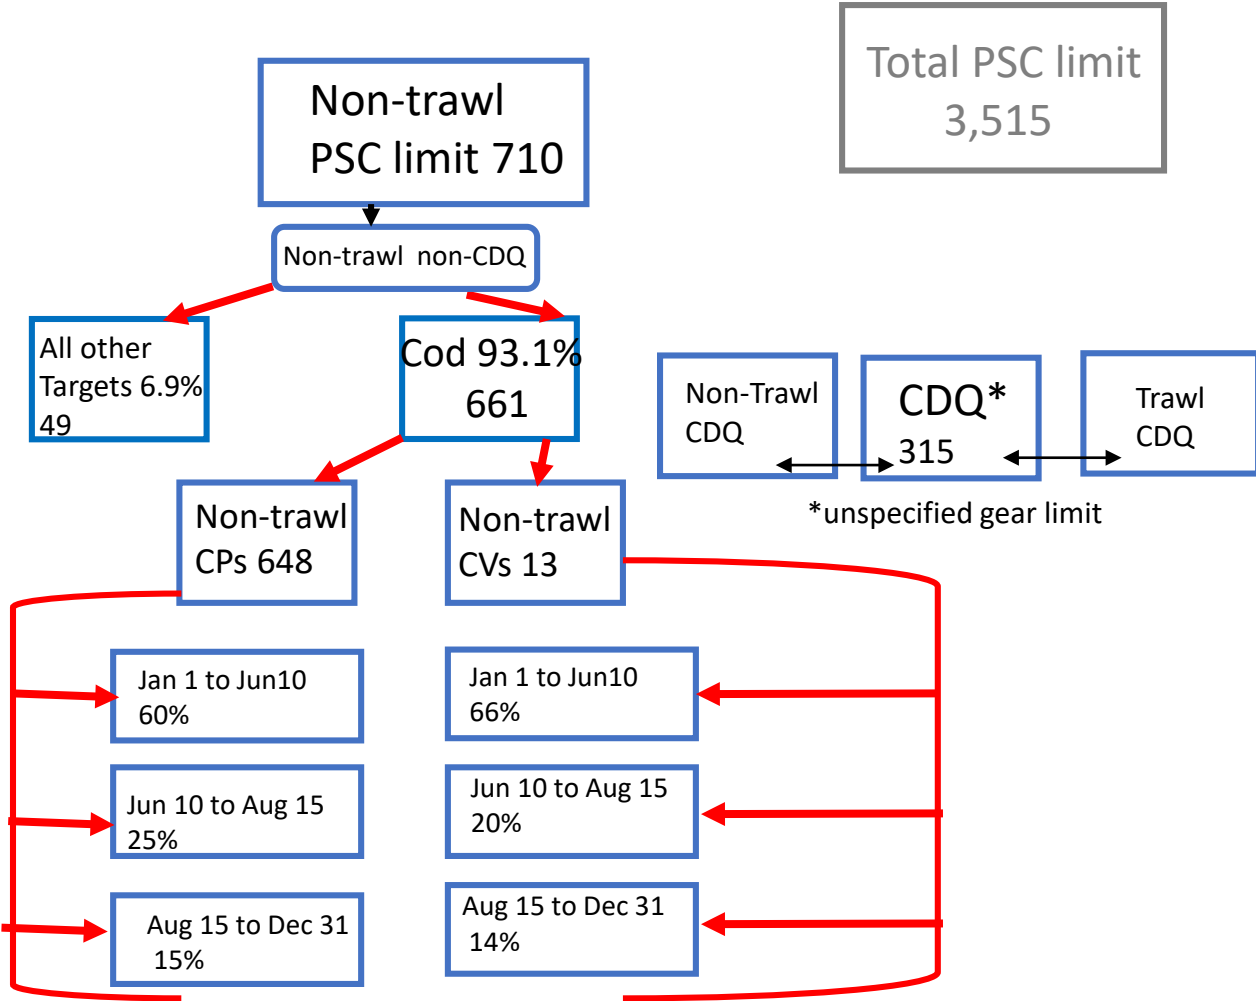 Total PSC limit
3,515
Non-trawl
PSC limit 710
Non-trawl  non-CDQ
All other
Targets 6.9%
49
Cod 93.1%
661
Non-Trawl
CDQ
CDQ*
315
Trawl
CDQ
*unspecified gear limit
Non-trawl
CPs 648
Non-trawl
CVs 13
Jan 1 to Jun10
60%
Jan 1 to Jun10
66%
Jun 10 to Aug 15
25%
Jun 10 to Aug 15
20%
Aug 15 to Dec 31
15%
Aug 15 to Dec 31
14%